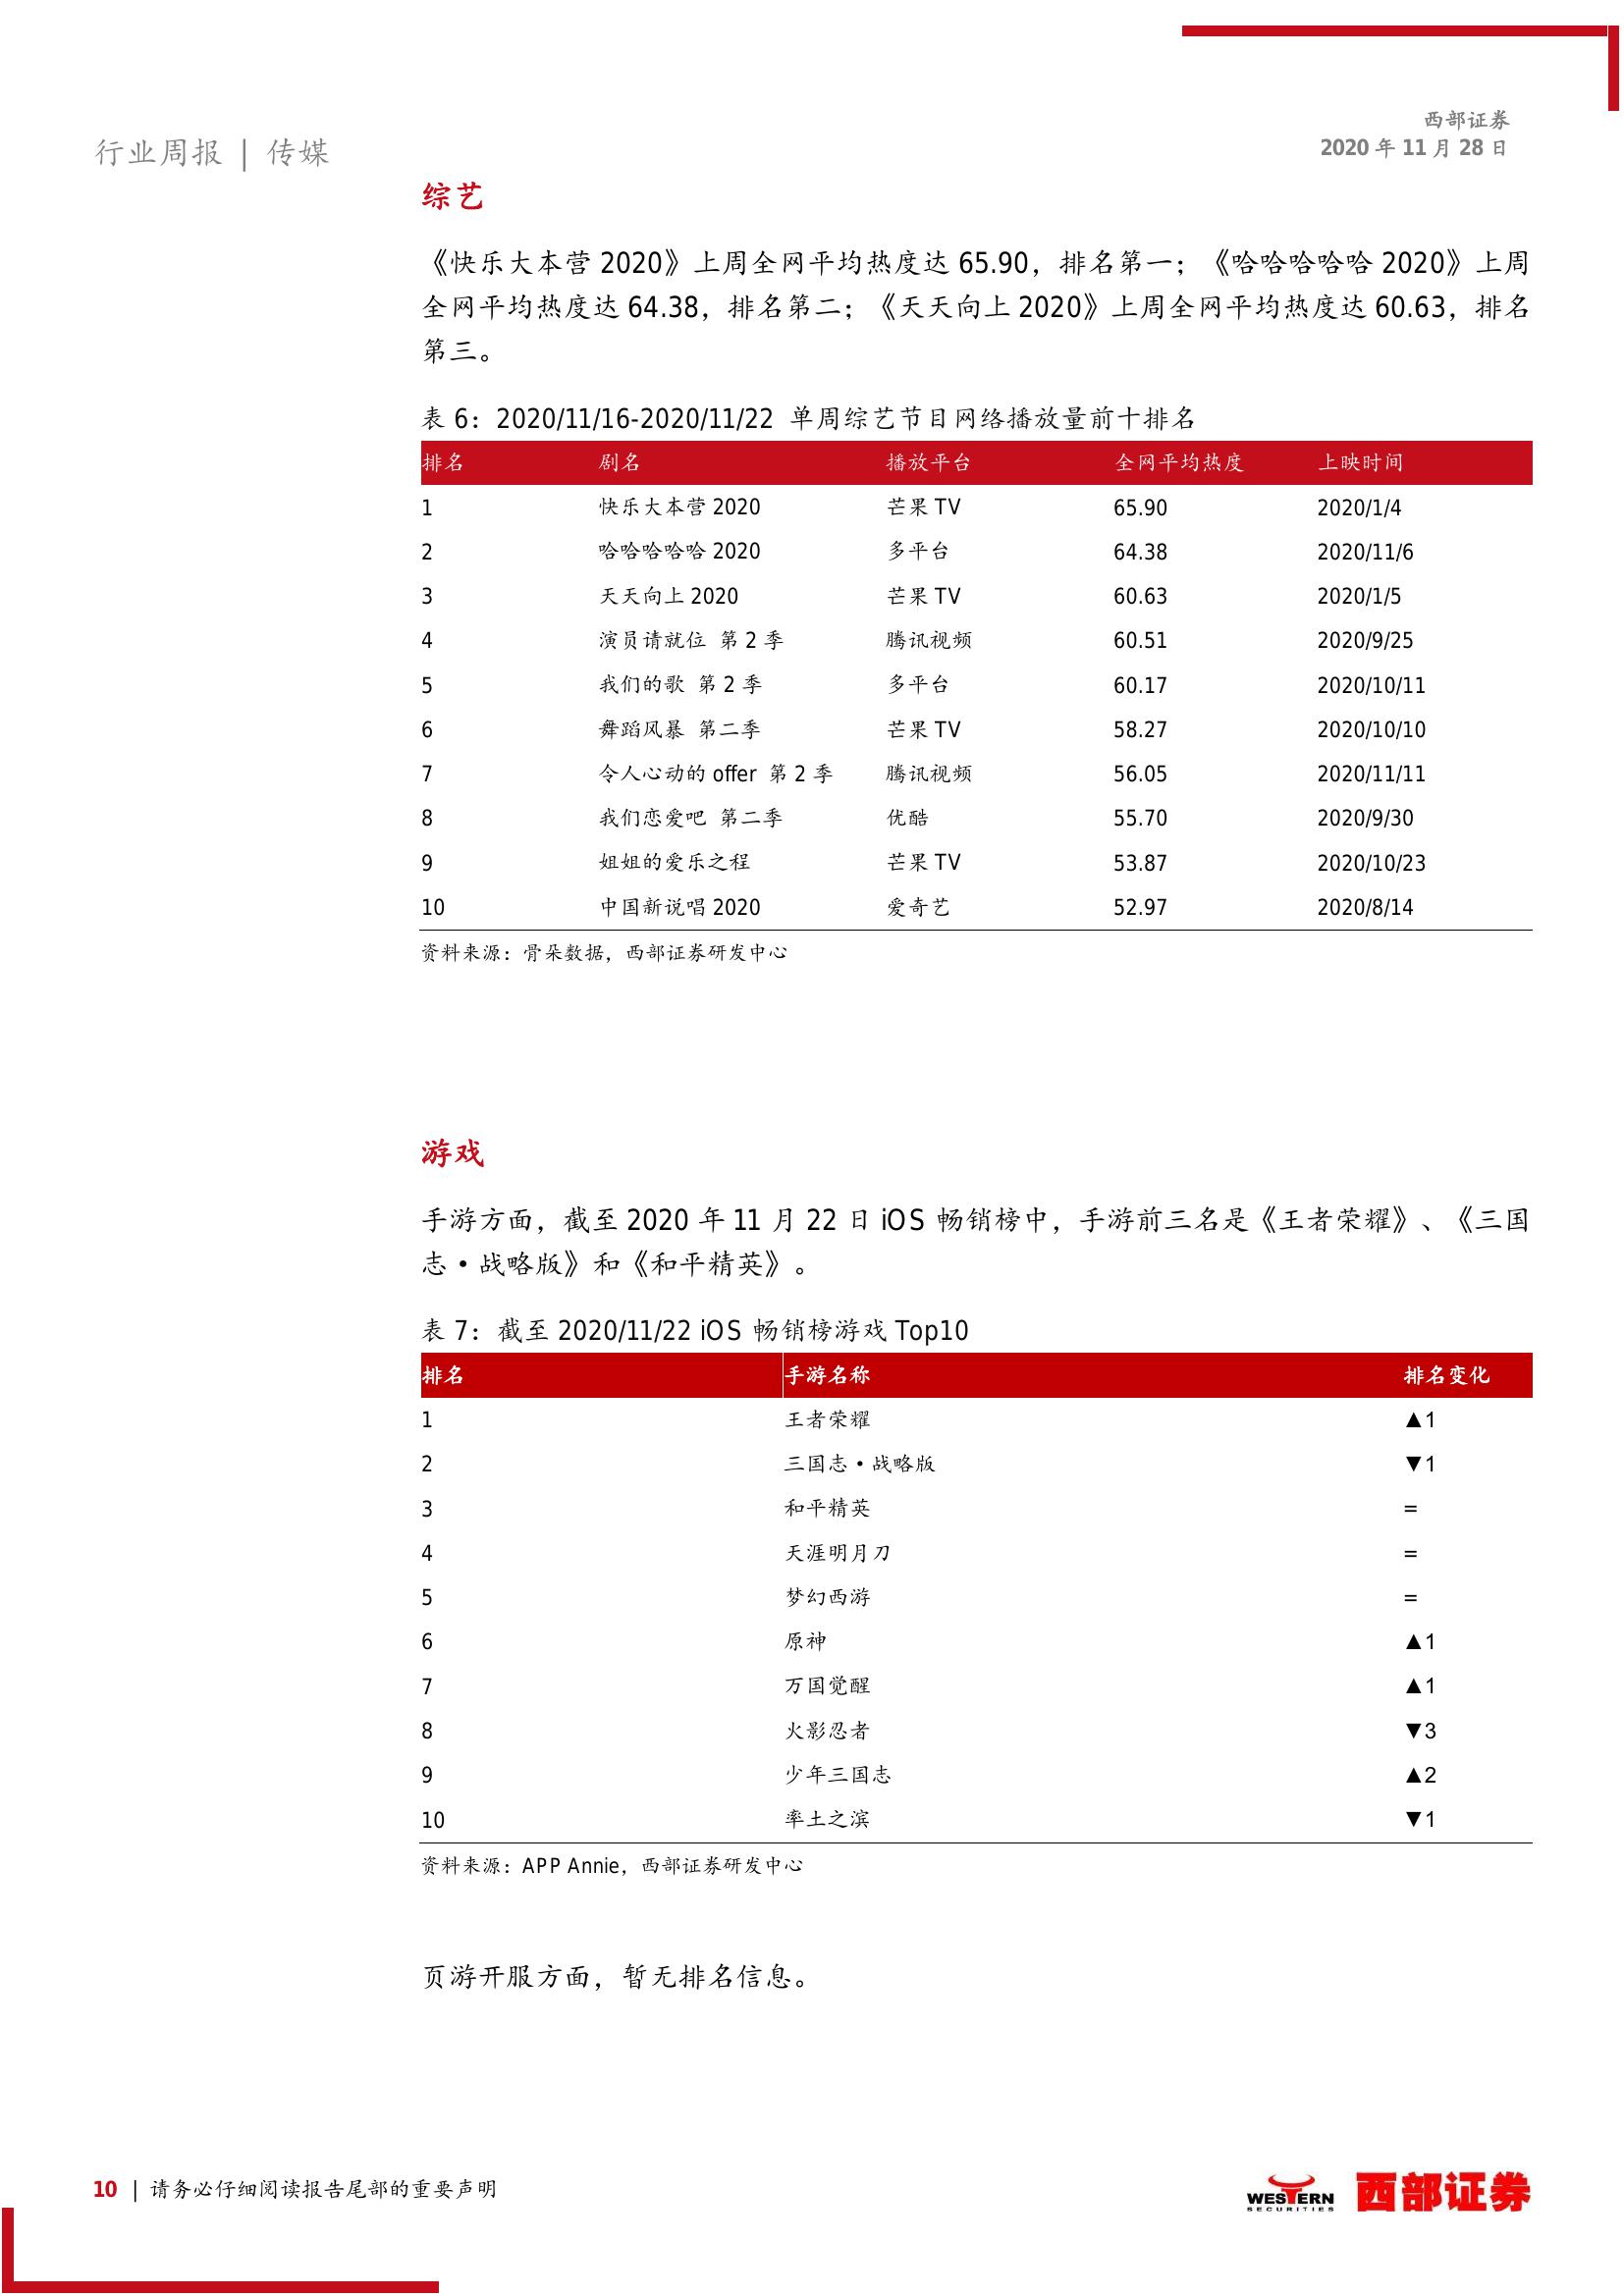 西部证券
2020 年 11 月 28 日
行业周报 | 传媒
综艺
《快乐大本营 2020》上周全网平均热度达 65.90，排名第一；《哈哈哈哈哈 2020》上周
全网平均热度达 64.38，排名第二；《天天向上 2020》上周全网平均热度达 60.63，排名
第三。
表 6：2020/11/16-2020/11/22 单周综艺节目网络播放量前十排名
排名 剧名 播放平台 全网平均热度 上映时间
1 快乐大本营 2020 芒果 TV 65.90 2020/1/4
2 哈哈哈哈哈 2020 多平台 64.38 2020/11/6
3 天天向上 2020 芒果 TV 60.63 2020/1/5
4 演员请就位 第 2 季 腾讯视频 60.51 2020/9/25
5 我们的歌 第 2 季 多平台 60.17 2020/10/11
6 舞蹈风暴 第二季 芒果 TV 58.27 2020/10/10
7 令人心动的 offer 第 2 季 腾讯视频 56.05 2020/11/11
8 我们恋爱吧 第二季 优酷 55.70 2020/9/30
9 姐姐的爱乐之程 芒果 TV 53.87 2020/10/23
10 中国新说唱 2020 爱奇艺 52.97 2020/8/14
资料来源：骨朵数据，西部证券研发中心
游戏
手游方面，截至 2020 年 11 月 22 日 iOS 畅销榜中，手游前三名是《王者荣耀》、《三国
志·战略版》和《和平精英》。
表 7：截至 2020/11/22 iOS 畅销榜游戏 Top10
排名 手游名称 排名变化
1 王者荣耀 ▲1
2 三国志·战略版 ▼1
3 和平精英 =
4 天涯明月刀 =
5 梦幻西游 =
6 原神 ▲1
7 万国觉醒 ▲1
8 火影忍者 ▼3
9 少年三国志 ▲2
10 率土之滨 ▼1
资料来源：APP Annie，西部证券研发中心
页游开服方面，暂无排名信息。
10 | 请务必仔细阅读报告尾部的重要声明
WESTERN
SECURITIES
西部证券